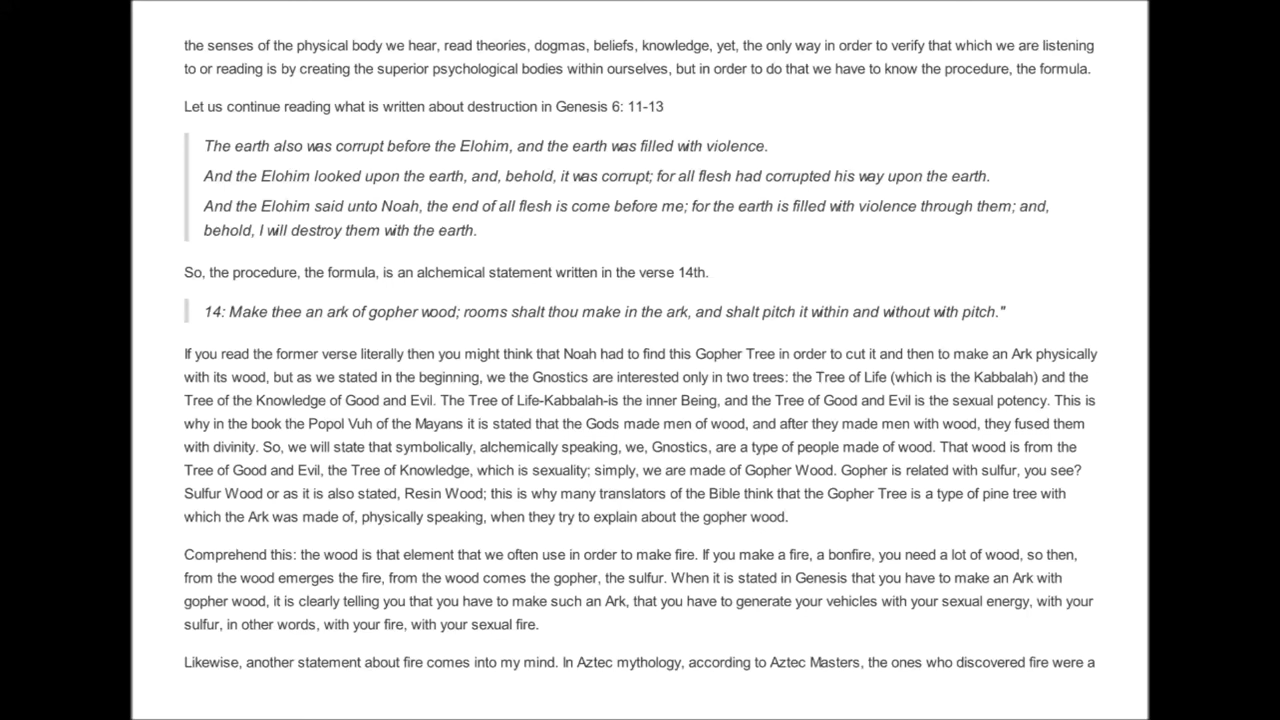 the senses of the physical body we hear, read theories, dogmas, beliefs, knowledge, yet, the only way in order to verify that which we are listening
to or reading is by creating the superior psychological bodies within ourselves, but in order to do that we have to know the procedure, the formula.
Let us continue reading what is written about destruction in Genesis 6: 11-13
The earth also was corrupt before the Elohim, and the earth was filled with violence.
And the Elohim looked upon the earth, and, behold, it was corrupt; for all flesh had corrupted his way upon the earth.
And the Elohim said unto Noah, the end of all flesh is come before me; for the earth is filled with violence through them; and,
behold, I will destroy them with the earth.
So, the procedure, the formula, is an alchemical statement written in the verse 14th.
14: Make thee an ark of gopher wood; rooms shalt thou make in the ark, and shalt pitch it within and without with pitch."
If you read the former verse literally then you might think that Noah had to find this Gopher Tree in order to cut it and then to make an Ark physically
with its wood, but as we stated in the beginning, we the Gnostics are interested only in two trees: the Tree of Life (which is the Kabbalah) and the
Tree of the Knowledge of Good and Evil. The Tree of Life-Kabbalah-is the inner Being, and the Tree of Good and Evil is the sexual potency. This is
why in the book the Popol Vuh of the Mayans it is stated that the Gods made men of wood, and after they made men with wood, they fused them
with divinity. So, we will state that symbolically, alchemically speaking, we, Gnostics, are a type of people made of wood. That wood is from the
Tree of Good and Evil, the Tree of Knowledge, which is sexuality; simply, we are made of Gopher Wood. Gopher is related with sulfur, you see?
Sulfur Wood or as it is also stated, Resin Wood; this is why many translators of the Bible think that the Gopher Tree is a type of pine tree with
which the Ark was made of, physically speaking, when they try to explain about the gopher wood.
Comprehend this: the wood is that element that we often use in order to make fire. If you make a fire, a bonfire, you need a lot of wood, so then,
from the wood emerges the fire, from the wood comes the gopher, the sulfur. When it is stated in Genesis that you have to make an Ark with
gopher wood, it is clearly telling you that you have to make such an Ark, that you have to generate your vehicles with your sexual energy, with your
sulfur, in other words, with your fire, with your sexual fire.
Likewise, another statement about fire comes into my mind. In Aztec mythology, according to Aztec Masters, the ones who discovered fire were a